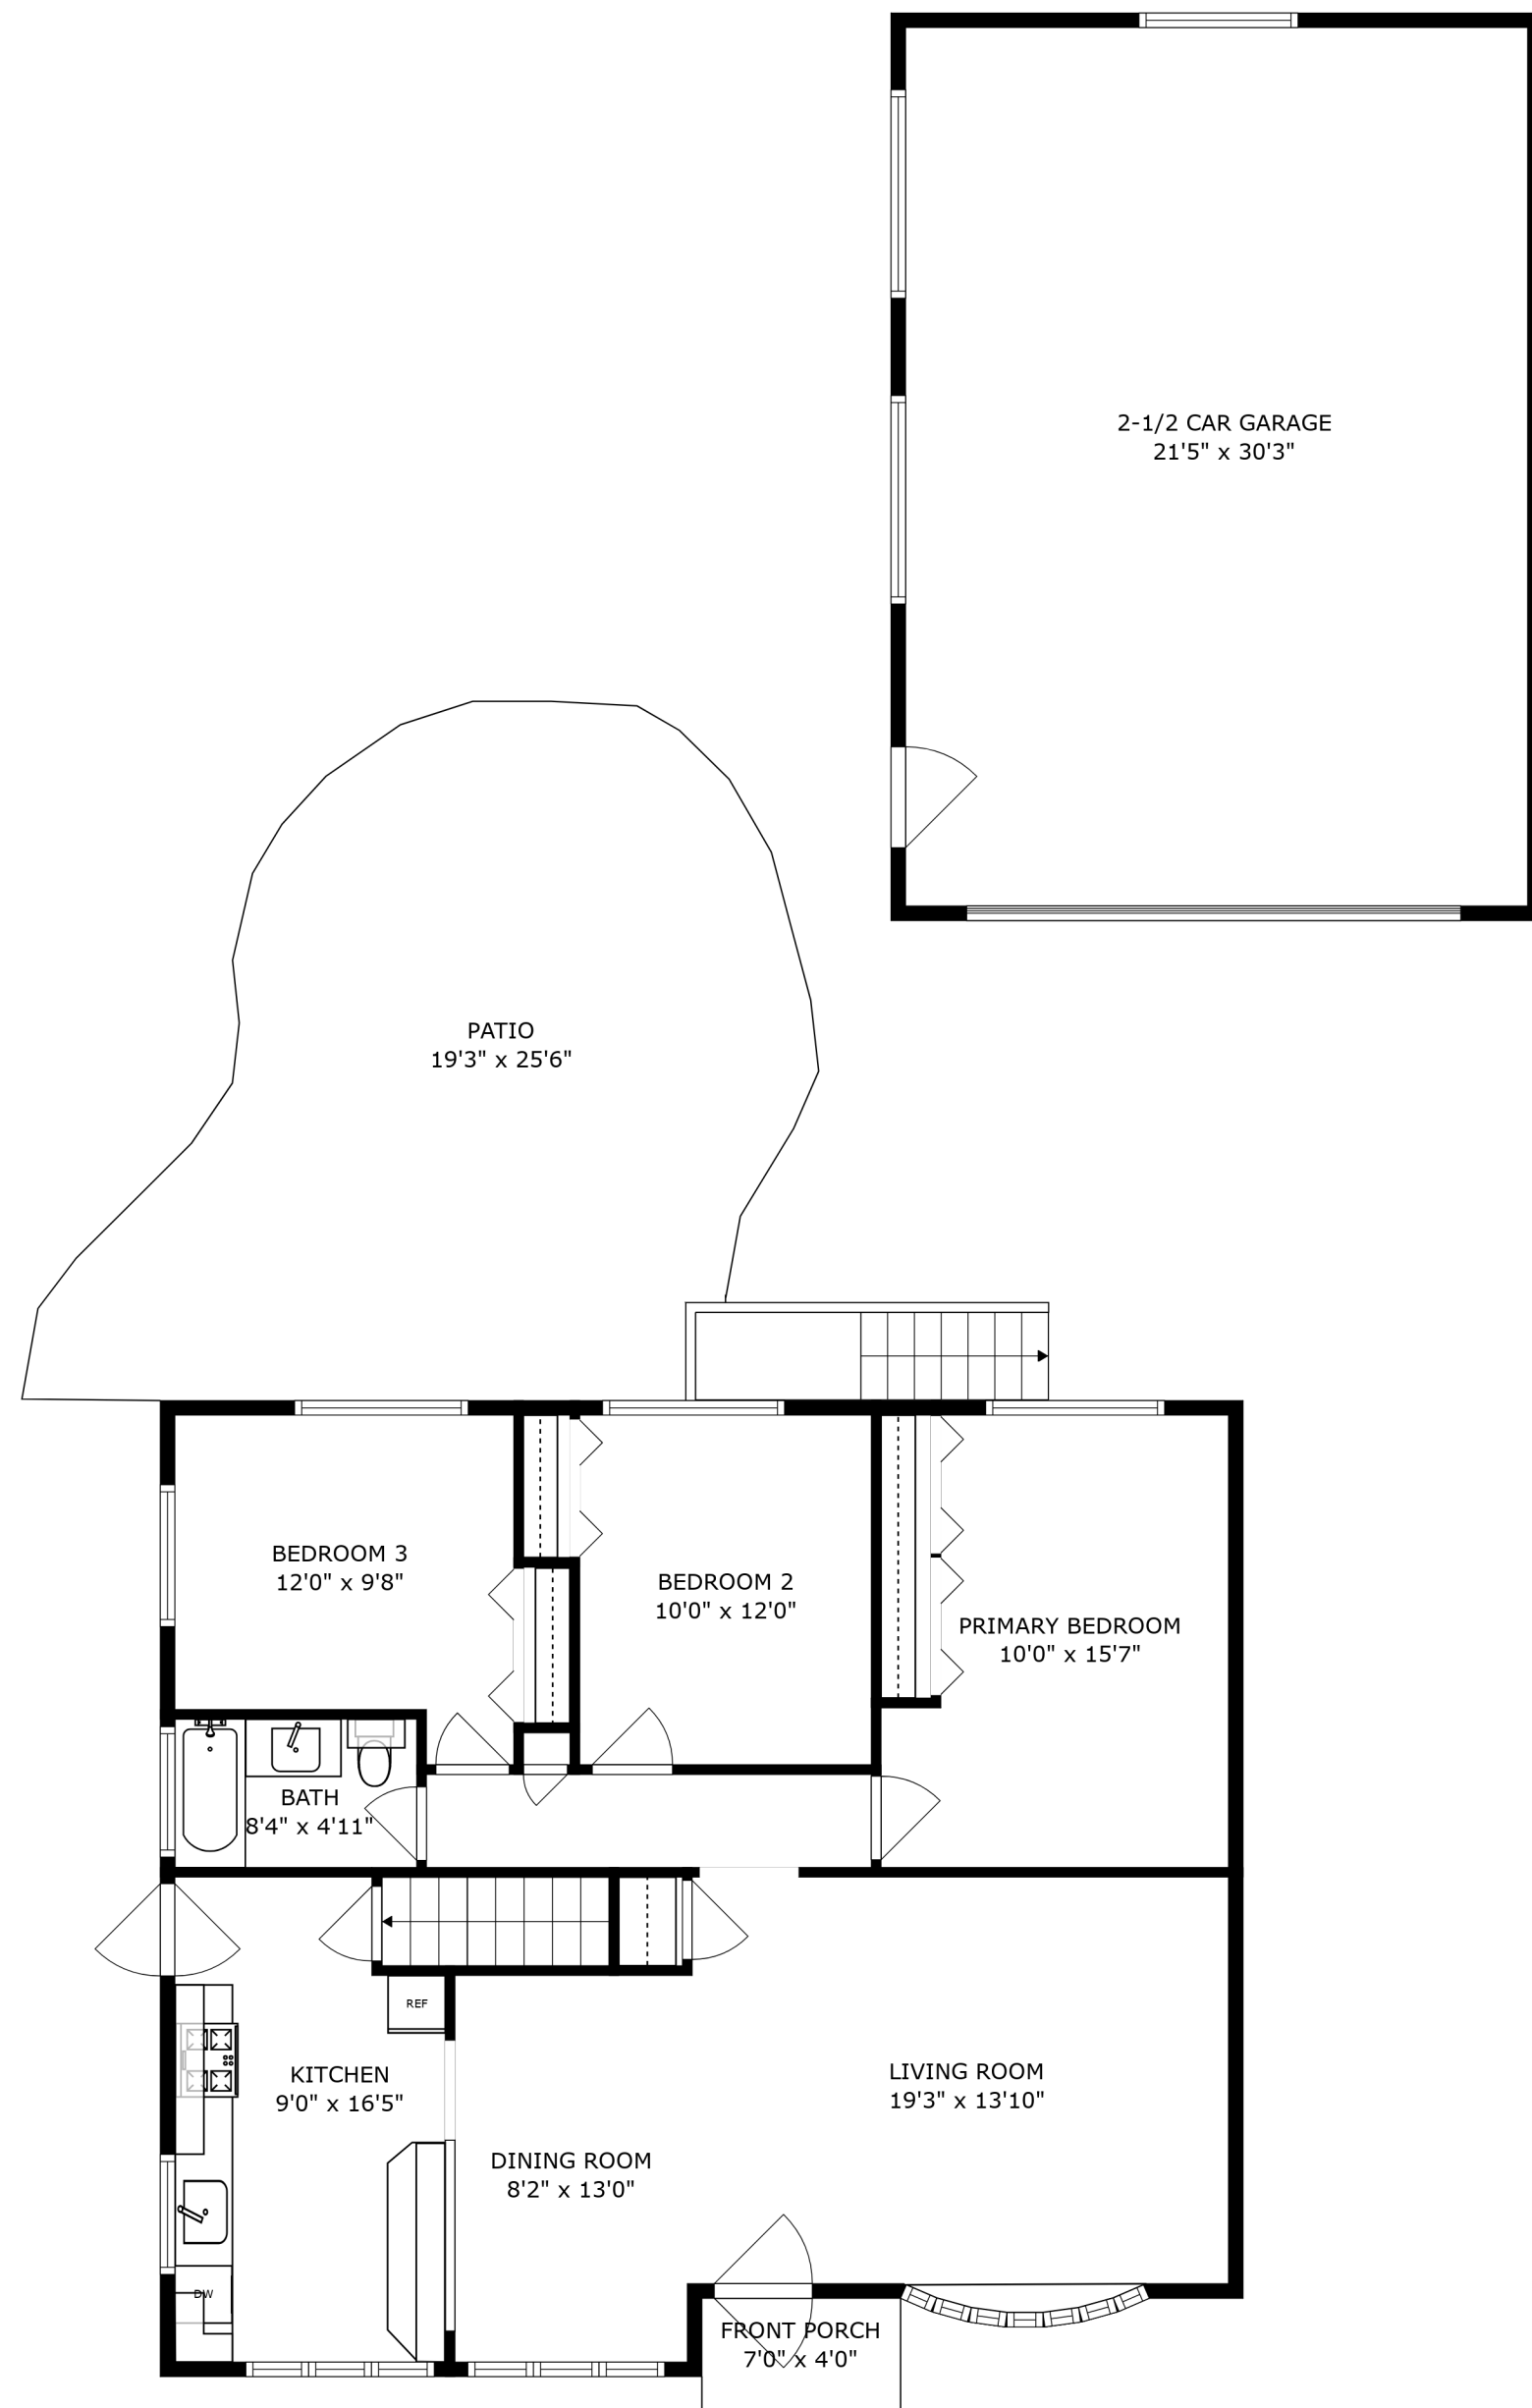 2-1/2 CAR GARAGE
21'5" x 30'3"
PATIO
19'3" x 25'6"
BEDROOM 3
12'0" x 9'8"
BEDROOM 2
10'0" x 12'0"
PRIMARY BEDROOM
10'0" x 15'7"
BATH
8'4" x 4'11"
REF
KITCHEN
9'0" x 16'5"
LIVING ROOM
19'3" x 13'10"
DINING ROOM
8'2" x 13'0"
DW
FRONT PORCH
7'0" x 4'0"